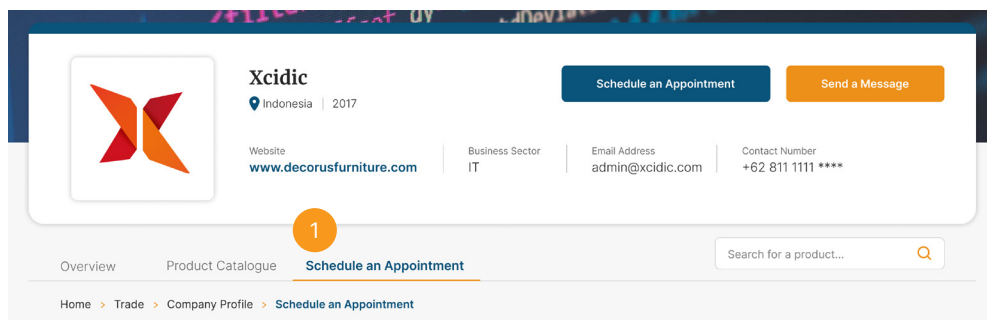 Xcidic
Schedule an Appointment
Send a Message
Indonesia | 2017
Website
Business Sector
Email Address
Contact Number
www.decorusfurniture.com
IT
admin@xcidic.com
+62 811 1111 ****
1
Overview
Product Catalogue
Schedule an Appointment
Search for a product...
Home > Trade > Company Profile > Schedule an Appointment